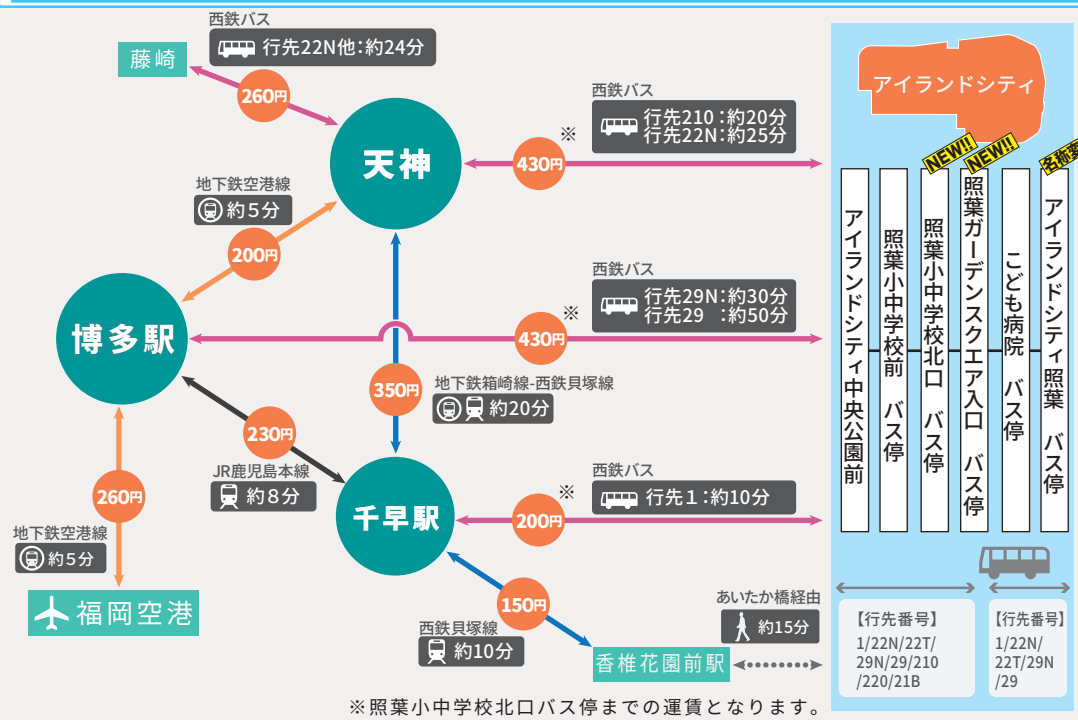 西鉄バス
行先22N他：約24分
藤崎
260円
天神
西鉄バス
行先210：約20分
行先22N：約25分
※
430円
地下鉄空港線
約5分
200円
博多駅
西鉄バス
行先29N：約30分
行先29　：約50分
※
430円
350円
地下鉄箱崎線-西鉄貝塚線
約20分
230円
JR鹿児島本線
約８分
260円
地下鉄空港線
約5分
福岡空港
千早駅
西鉄バス
行先１：約10分
※
200円
150円
西鉄貝塚線
約10分
香椎花園前駅
あいたか橋経由
約15分
アイランドシティ
アイランドシティ中央公園前
照葉小中学校前　バス停
NEW!!
照葉小中学校北口　バス停
NEW!!
照葉ガーデンスクエア入口　バス停
こども病院　バス停
名称変
アイランドシティ照葉　バス停
【行先番号】
1/22N/22T/
29N/29/210
/220/21B
【行先番号】
1/22N/
22T/29N
/29
※照葉小中学校北口バス停までの運賃となります。